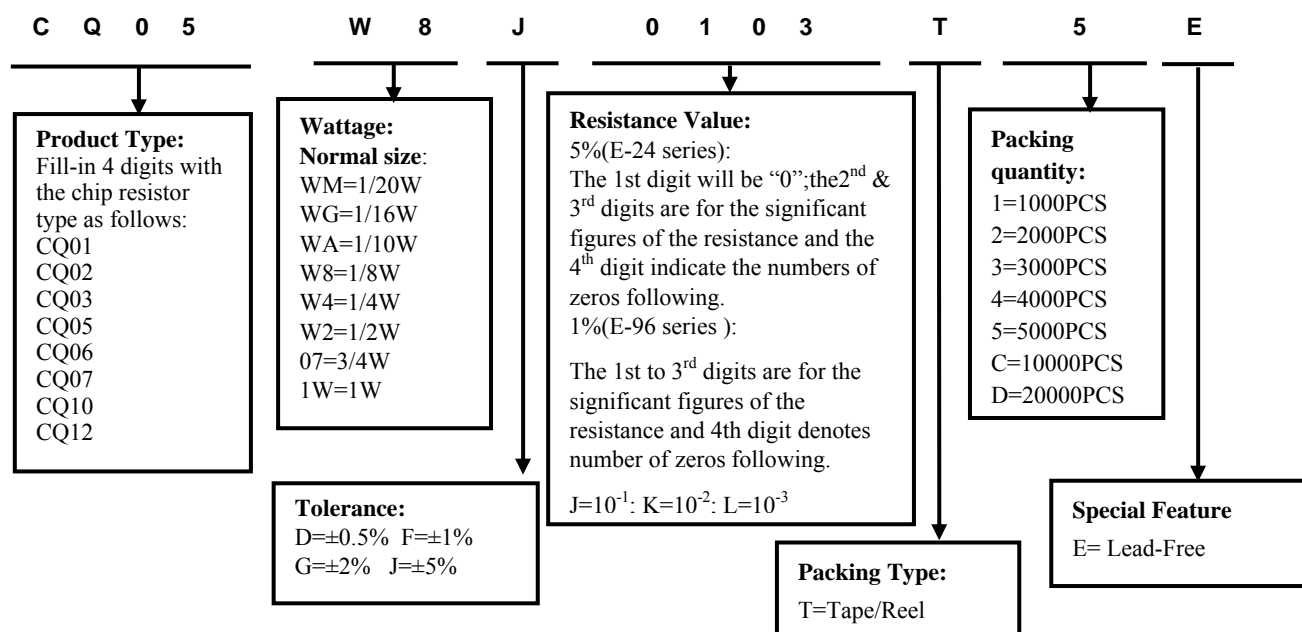 C Q 0 5 W 8 J 0 1 0 3 T 5 E
Product Type:
Fill-in 4 digits with
the chip resistor
type as follows:
CQ01
CQ02
CQ03
CQ05
CQ06
CQ07
CQ10
CQ12
Wattage:
Normal size:
WM=1/20W
WG=1/16W
WA=1/10W
W8=1/8W
W4=1/4W
W2=1/2W
07=3/4W
1W=1W
Tolerance:
D=±0.5% F=±1%
G=±2% J=±5%
Resistance Value:
5%(E-24 series):
The 1st digit will be “0”;the2nd &
3rd digits are for the significant
figures of the resistance and the
4th digit indicate the numbers of
zeros following.
1%(E-96 series ):
The 1st to 3rd digits are for the
significant figures of the
resistance and 4th digit denotes
number of zeros following.
J=10-1; K=10-2; L=10-3
Packing Type:
T=Tape/Reel
Packing
quantity:
1=1000PCS
2=2000PCS
3=3000PCS
4=4000PCS
5=5000PCS
C=10000PCS
D=20000PCS
Special Feature
E= Lead-Free